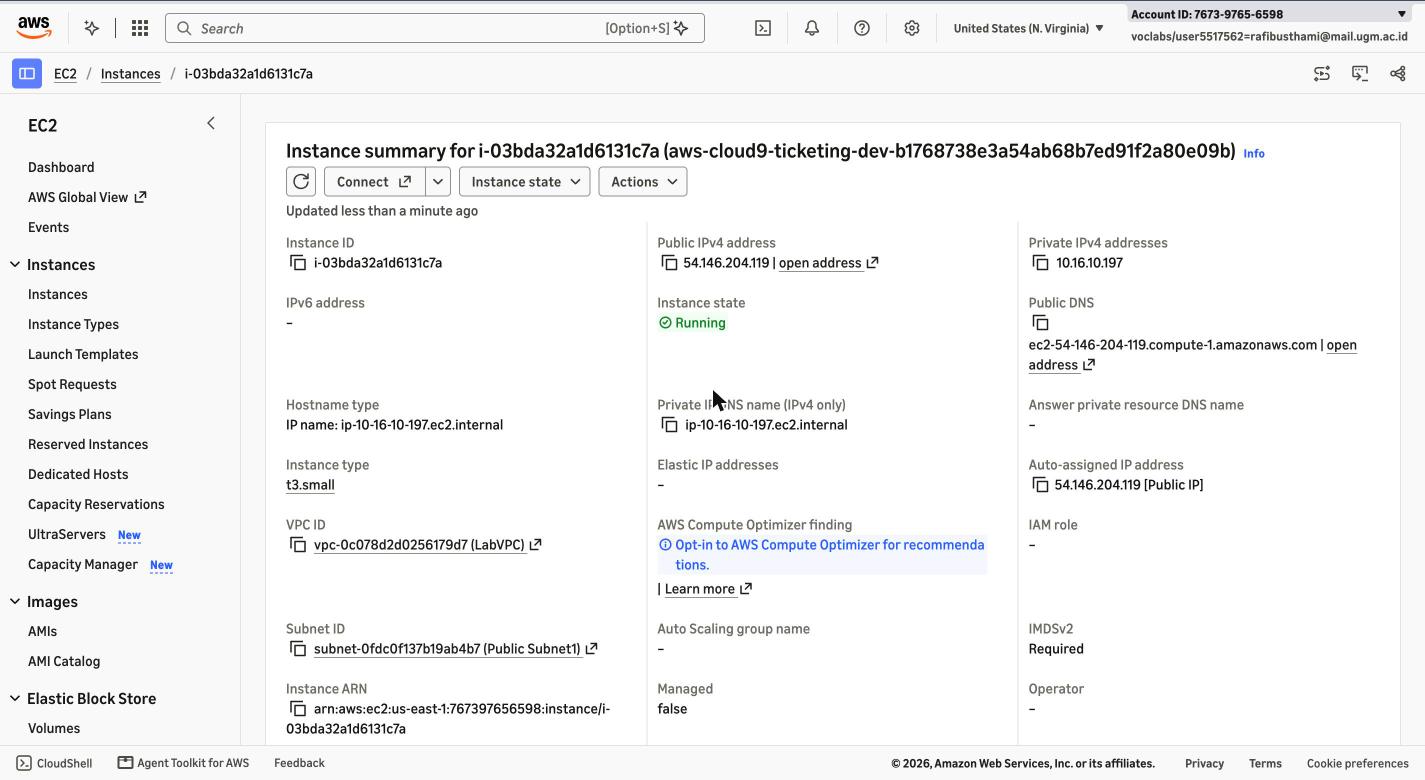 aws
Search
[Option+S]
United States (N. Virginia)
Account ID: 7673-9765-6598
voclabs/user5517562=rafibusthami@mail.ugm.ac.id
EC2 / Instances / i-03bda32a1d6131c7a
EC2
Dashboard
AWS Global View
Events
Instances
Instances
Instance Types
Launch Templates
Spot Requests
Savings Plans
Reserved Instances
Dedicated Hosts
Capacity Reservations
UltraServers New
Capacity Manager New
Images
AMIs
AMI Catalog
Elastic Block Store
Volumes
Instance summary for i-03bda32a1d6131c7a (aws-cloud9-ticketing-dev-b1768738e3a54ab68b7ed91f2a80e09b) Info
Connect
Instance state
Actions
Updated less than a minute ago
Instance ID
i-03bda32a1d6131c7a
Public IPv4 address
54.146.204.119 | open address
Private IPv4 addresses
10.16.10.197
IPv6 address
–
Instance state
Running
Public DNS
ec2-54-146-204-119.compute-1.amazonaws.com | open
address
Hostname type
IP name: ip-10-16-10-197.ec2.internal
Private IP DNS name (IPv4 only)
ip-10-16-10-197.ec2.internal
Answer private resource DNS name
–
Instance type
t3.small
Elastic IP addresses
–
Auto-assigned IP address
54.146.204.119 [Public IP]
VPC ID
vpc-0c078d2d0256179d7 (LabVPC)
AWS Compute Optimizer finding
Opt-in to AWS Compute Optimizer for recommenda
tions.
| Learn more
IAM role
–
Subnet ID
subnet-0fdc0f137b19ab4b7 (Public Subnet1)
Auto Scaling group name
–
IMDSv2
Required
Instance ARN
arn:aws:ec2:us-east-1:767397656598:instance/i-
03bda32a1d6131c7a
Managed
false
Operator
–
CloudShell
Agent Toolkit for AWS
Feedback
© 2026, Amazon Web Services, Inc. or its affiliates.
Privacy
Terms
Cookie preferences